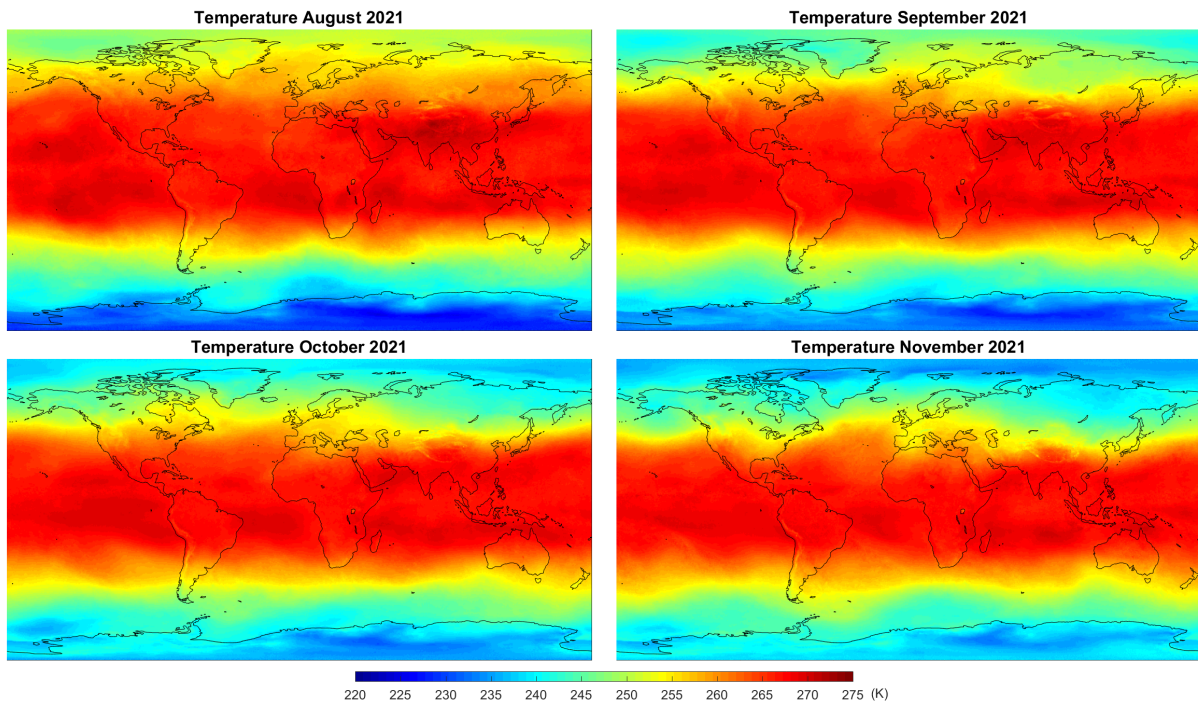 Temperature August 2021
Temperature September 2021
Temperature October 2021
Temperature November 2021
220 225 230 235 240 245 250 255 260 265 270 275 (K)